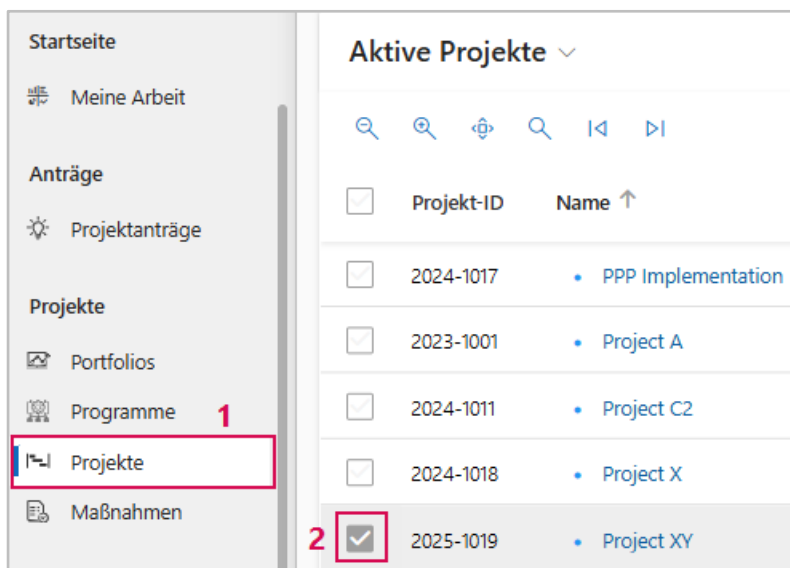 Startseite
Meine Arbeit
Anträge
Projektanträge
Projekte
Portfolios
Programme
1
Projekte
Maßnahmen
Aktive Projekte
Projekt-ID Name
2024-1017 PPP Implementation
2023-1001 Project A
2024-1011 Project C2
2024-1018 Project X
2 2025-1019 Project XY